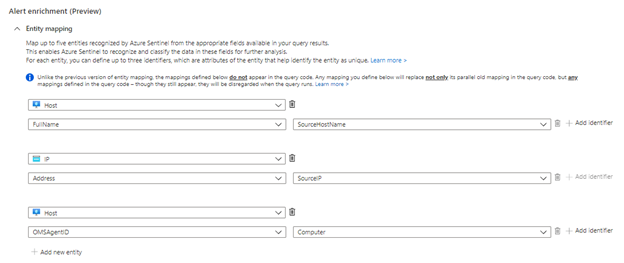 Alert enrichment (Preview)
Entity mapping
Map up to five entities recognized by Azure Sentinel from the appropriate fields available in your query results.
This enables Azure Sentinel to recognize and classify the data in these fields for further analysis.
For each entity, you can define up to three identifiers, which are attributes of the entity that help identify the entity as unique. Learn more >
Unlike the previous version of entity mapping, the mappings defined below do not appear in the query code. Any mapping you define below will replace not only its parallel old mapping in the query code, but any
mappings defined in the query code – though they still appear, they will be disregarded when the query runs. Learn more >
Host
FullName SourceHostName + Add identifier
IP
Address SourceIP + Add identifier
Host
OMSAgentID Computer + Add identifier
+ Add new entity